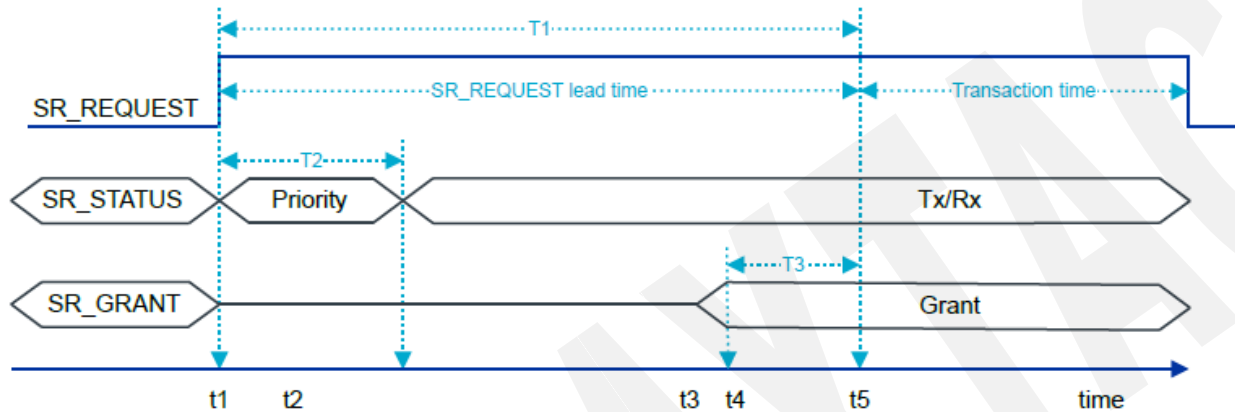 T1
SR_REQUEST
SR_REQUEST lead time
Transaction time
T2
SR_STATUS
Priority
Tx/Rx
T3
SR_GRANT
Grant
t1 t2 t3 t4 t5 time